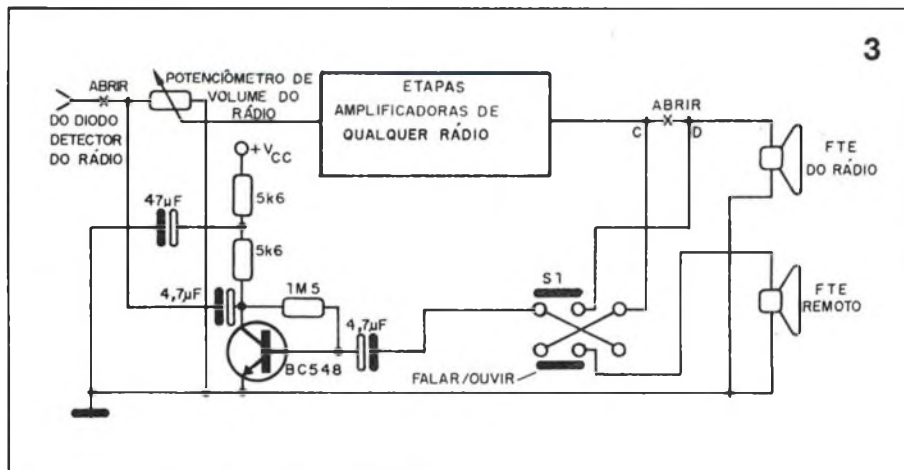 3
ABRIR
DO DIODO
DETECTOR
DO RÁDIO
POTENCIÔMETRO DE
VOLUME DO
RÁDIO
ETAPAS
AMPLIFICADORAS DE
QUALQUER RÁDIO
ABRIR
C
D
FTE
DO RÁDIO
+VCC
5k6
47µF
5k6
4,7µF
1M5
4,7µF
BC548
S1
FALAR/OUVIR
FTE
REMOTO